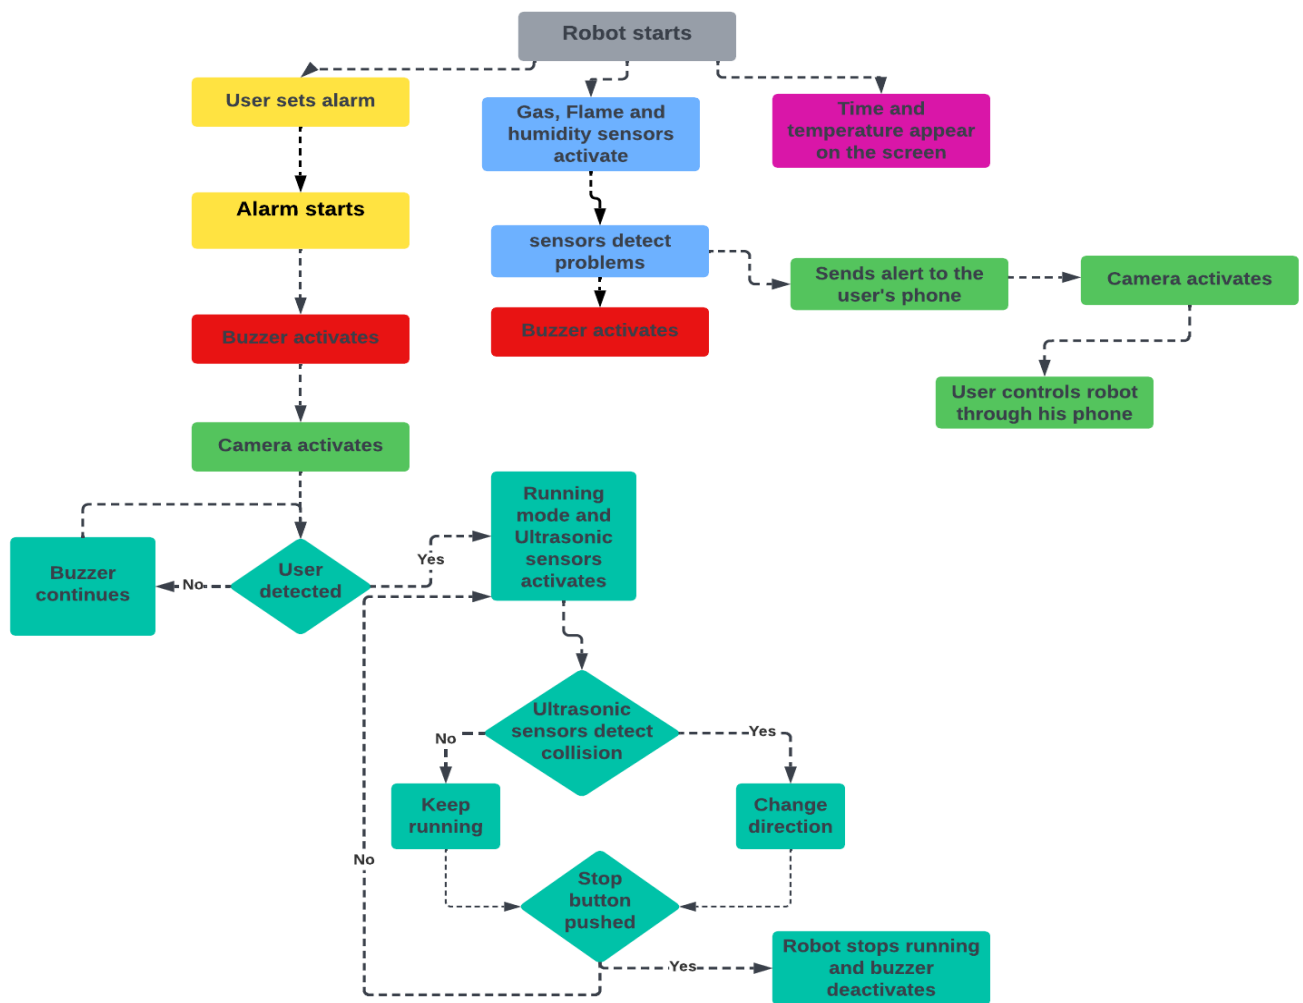 Robot starts
User sets alarm
Gas, Flame and
humidity sensors
activate
Time and
temperature appear
on the screen
Alarm starts
sensors detect
problems
Sends alert to the
user's phone
Camera activates
Buzzer activates
Buzzer activates
User controls robot
through his phone
Camera activates
Running
mode and
Ultrasonic
sensors
activates
Buzzer
continues
No
User
detected
Yes
Ultrasonic
sensors detect
collision
No
Yes
Keep
running
Change
direction
No
Stop
button
pushed
Yes
Robot stops running
and buzzer
deactivates